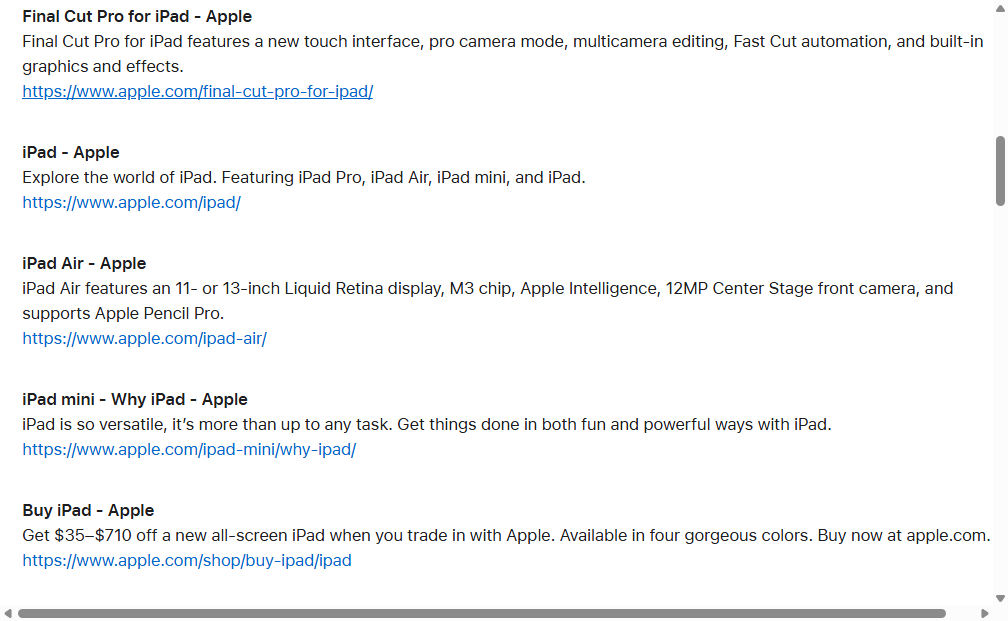 Final Cut Pro for iPad - Apple
Final Cut Pro for iPad features a new touch interface, pro camera mode, multicamera editing, Fast Cut automation, and built-in
graphics and effects.
https://www.apple.com/final-cut-pro-for-ipad/
iPad - Apple
Explore the world of iPad. Featuring iPad Pro, iPad Air, iPad mini, and iPad.
https://www.apple.com/ipad/
iPad Air - Apple
iPad Air features an 11- or 13-inch Liquid Retina display, M3 chip, Apple Intelligence, 12MP Center Stage front camera, and
supports Apple Pencil Pro.
https://www.apple.com/ipad-air/
iPad mini - Why iPad - Apple
iPad is so versatile, it’s more than up to any task. Get things done in both fun and powerful ways with iPad.
https://www.apple.com/ipad-mini/why-ipad/
Buy iPad - Apple
Get $35–$710 off a new all-screen iPad when you trade in with Apple. Available in four gorgeous colors. Buy now at apple.com.
https://www.apple.com/shop/buy-ipad/ipad